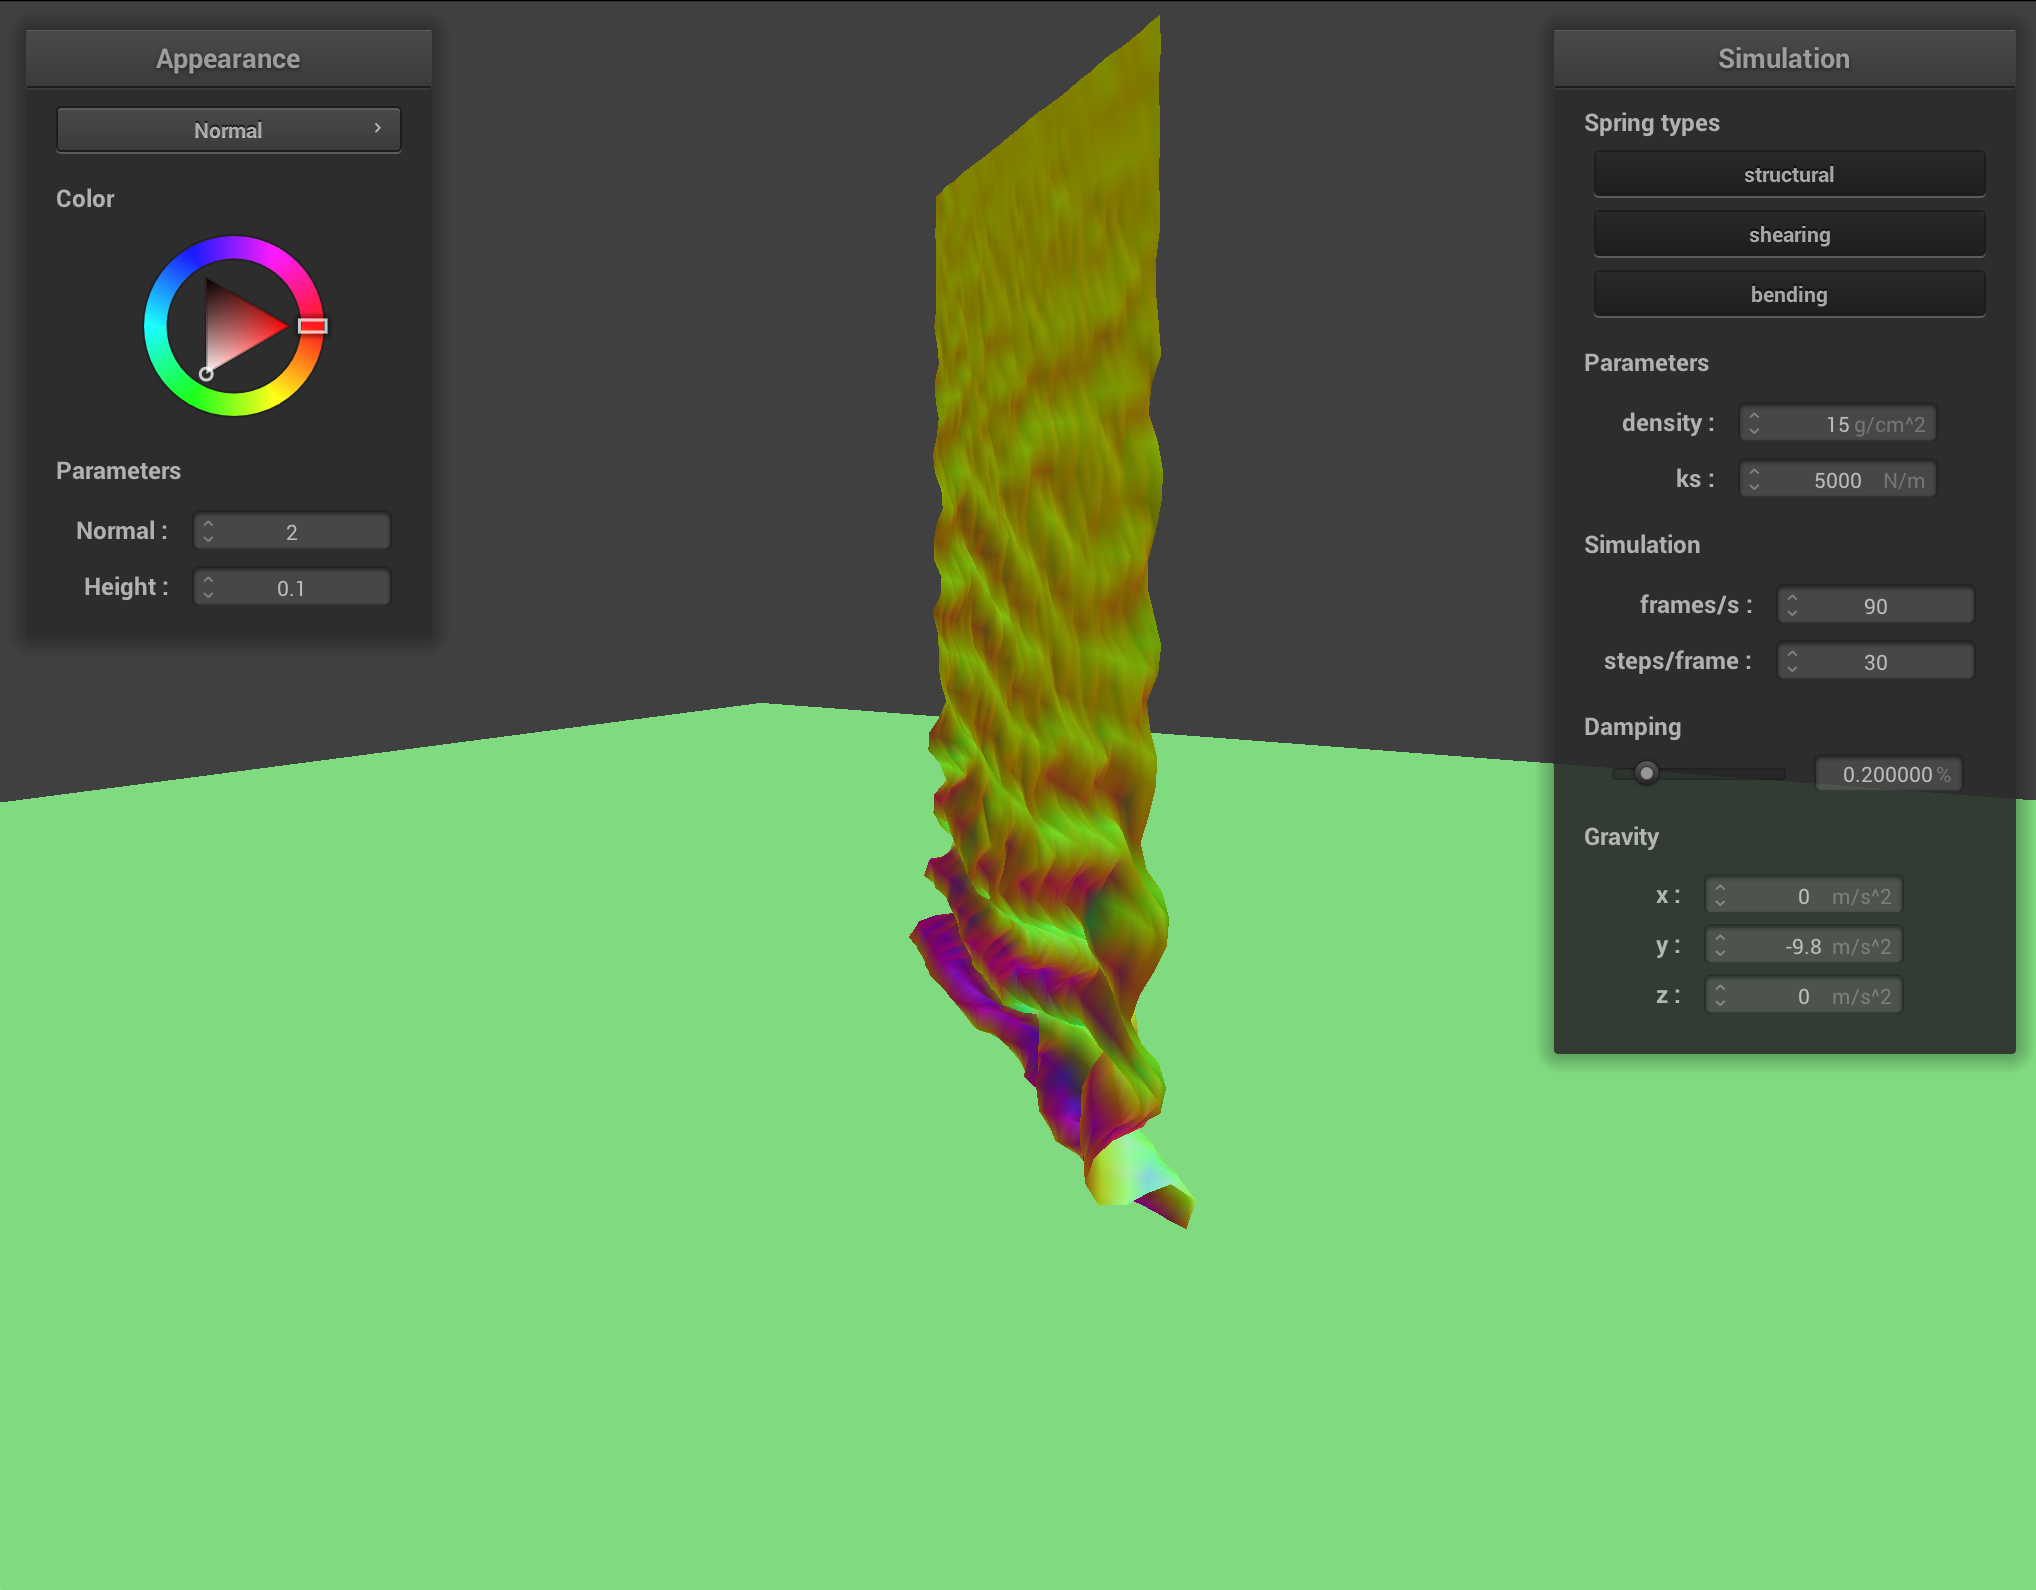 Appearance
Normal
Color
Parameters
Normal : 2
Height : 0.1
Simulation
Spring types
structural
shearing
bending
Parameters
density : 15 g/cm^2
ks : 5000 N/m
Simulation
frames/s : 90
steps/frame : 30
Damping
0.200000 %
Gravity
x : 0 m/s^2
y : -9.8 m/s^2
z : 0 m/s^2